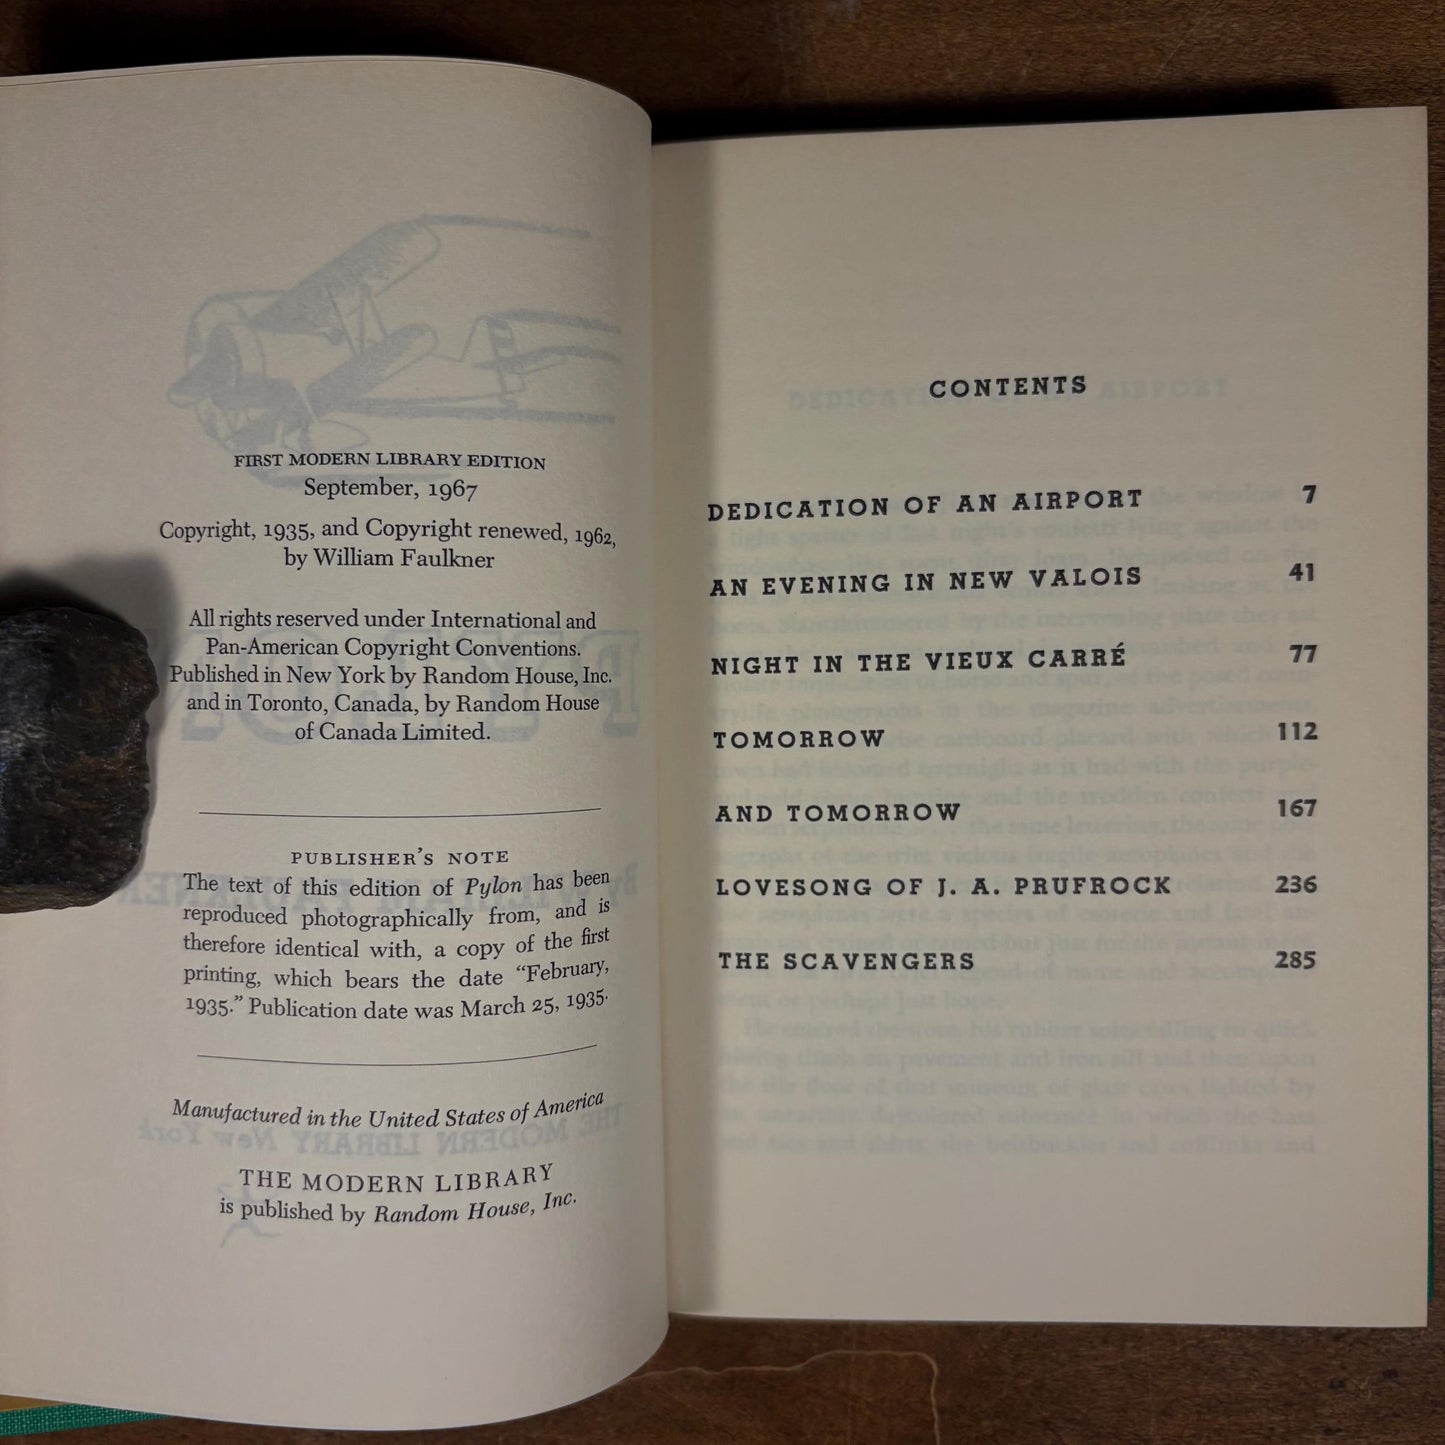 FIRST MODERN LIBRARY EDITION
September, 1967
Copyright, 1935, and Copyright renewed, 1962,
by William Faulkner
All rights reserved under International and
Pan-American Copyright Conventions.
Published in New York by Random House, Inc.
and in Toronto, Canada, by Random House
of Canada Limited.
PUBLISHER'S NOTE
The text of this edition of Pylon has been
reproduced photographically from, and is
therefore identical with, a copy of the first
printing, which bears the date “February,
1935.” Publication date was March 25, 1935.
Manufactured in the United States of America
THE MODERN LIBRARY
is published by Random House, Inc.
CONTENTS
DEDICATION OF AN AIRPORT 7
AN EVENING IN NEW VALOIS 41
NIGHT IN THE VIEUX CARRÉ 77
TOMORROW 112
AND TOMORROW 167
LOVESONG OF J. A. PRUFROCK 236
THE SCAVENGERS 285